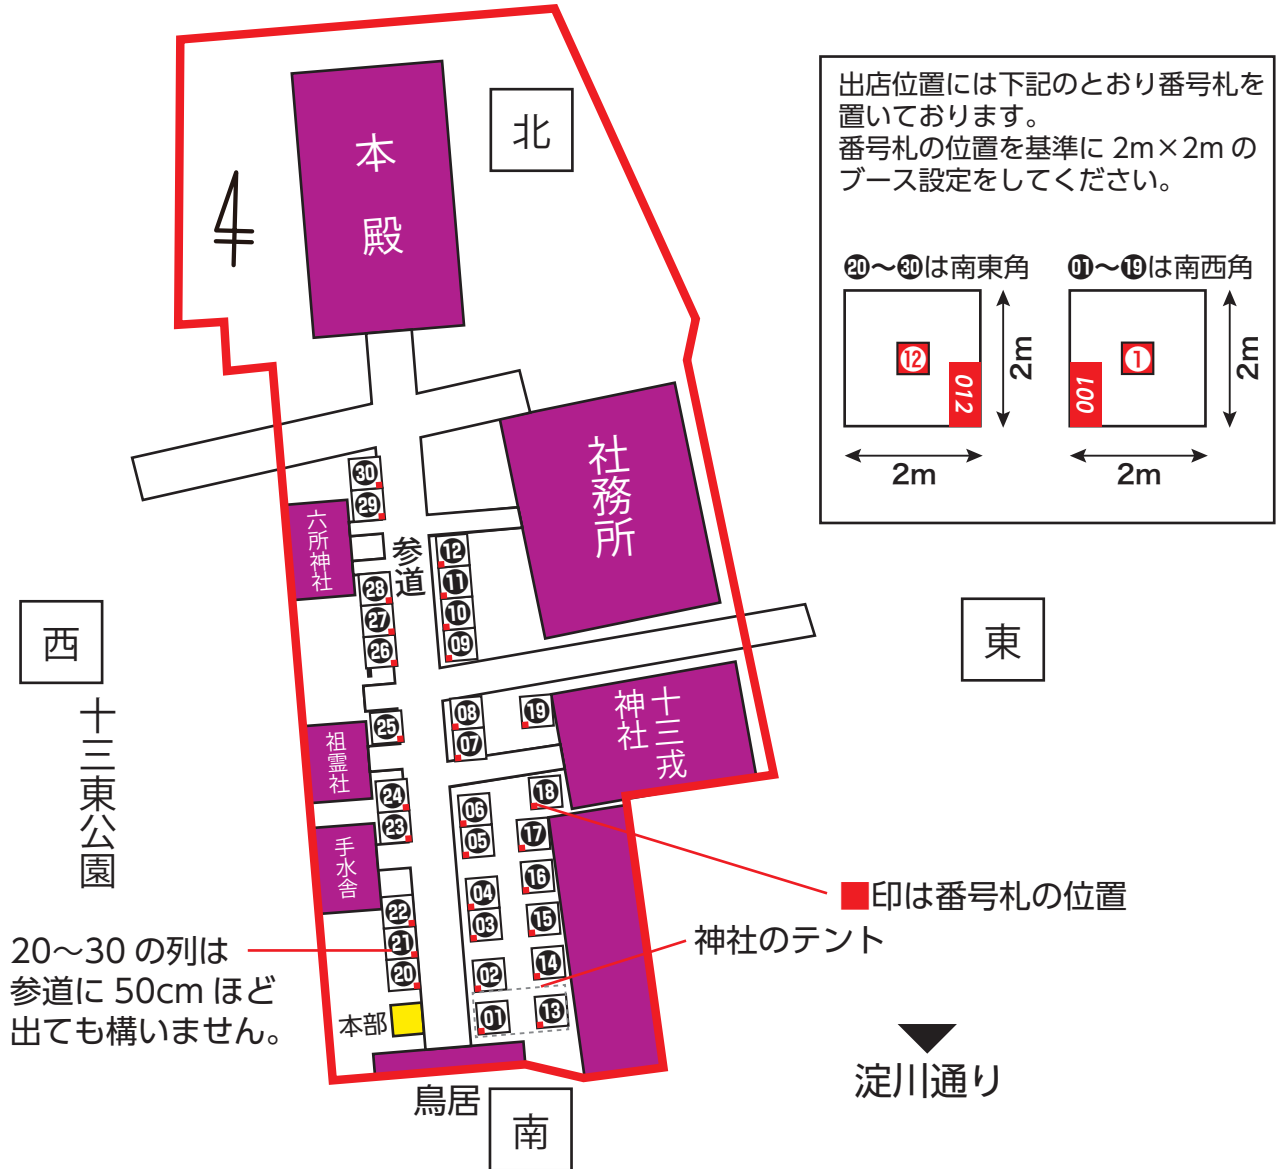 出店位置には下記のとおり番号札を
置いております。
番号札の位置を基準に 2m×2m の
ブース設定をしてください。
⓴～㉚は南東角
01～⓳は南西角
⑫
012
2m
2m
①
001
2m
2m
北
本殿
社務所
参道
六所神社
西
東
十三東公園
祖霊社
手水舎
十三戎神社
30
29
28
27
26
25
24
23
22
21
20
12
11
10
09
08
07
19
06
05
18
17
04
03
16
15
02
14
01
13
■印は番号札の位置
神社のテント
20～30 の列は
参道に 50cm ほど
出ても構いません。
本部
鳥居
南
淀川通り